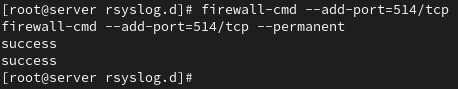 [root@server rsyslog.d]# firewall-cmd --add-port=514/tcp
firewall-cmd --add-port=514/tcp --permanent
success
success
[root@server rsyslog.d]#